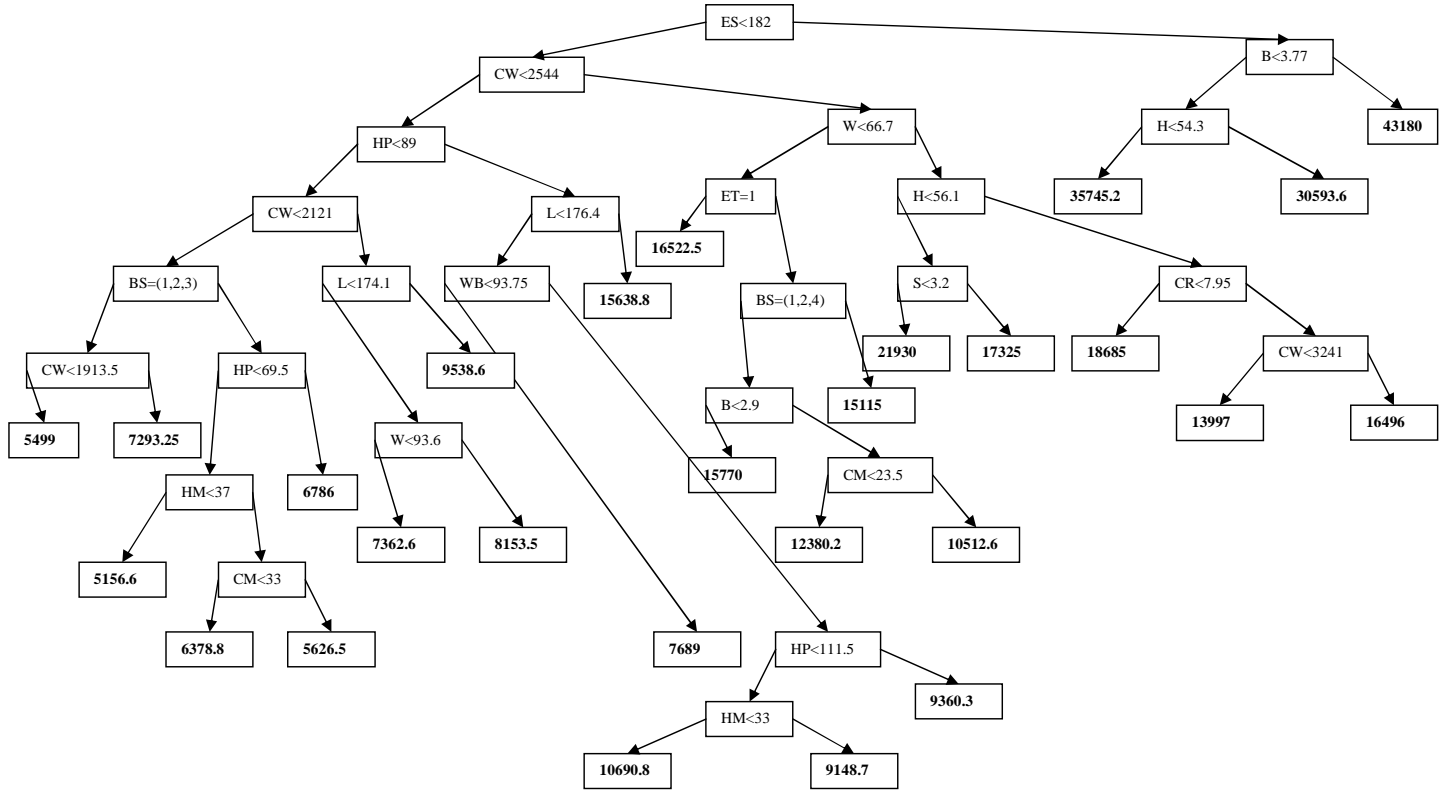 ES<182
B<3.77
CW<2544
W<66.7
H<54.3
43180
HP<89
ET=1
H<56.1
35745.2
30593.6
CW<2121
L<176.4
16522.5
BS=(1,2,3)
L<174.1
WB<93.75
15638.8
BS=(1,2,4)
S<3.2
CR<7.95
CW<1913.5
HP<69.5
9538.6
21930
17325
18685
CW<3241
5499
7293.25
W<93.6
B<2.9
15115
13997
16496
HM<37
6786
15770
CM<23.5
7362.6
8153.5
12380.2
10512.6
5156.6
CM<33
6378.8
5626.5
7689
HP<111.5
9360.3
HM<33
10690.8
9148.7